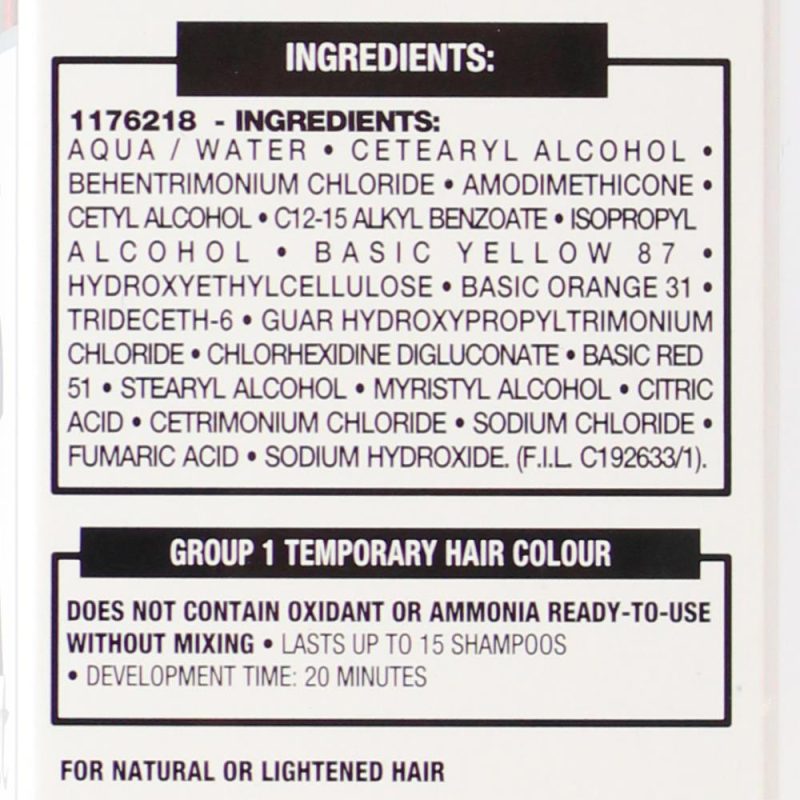 INGREDIENTS:
1176218 - INGREDIENTS:
AQUA / WATER • CETEARYL ALCOHOL •
BEHENTRIMONIUM CHLORIDE • AMODIMETHICONE •
CETYL ALCOHOL • C12-15 ALKYL BENZOATE • ISOPROPYL
ALCOHOL • BASIC YELLOW 87 •
HYDROXYETHYLCELLULOSE • BASIC ORANGE 31 •
TRIDECETH-6 • GUAR HYDROXYPROPYLTRIMONIUM
CHLORIDE • CHLORHEXIDINE DIGLUCONATE • BASIC RED
51 • STEARYL ALCOHOL • MYRISTYL ALCOHOL • CITRIC
ACID • CETRIMONIUM CHLORIDE • SODIUM CHLORIDE •
FUMARIC ACID • SODIUM HYDROXIDE. (F.I.L. C192633/1).
GROUP 1 TEMPORARY HAIR COLOUR
DOES NOT CONTAIN OXIDANT OR AMMONIA READY-TO-USE
WITHOUT MIXING • LASTS UP TO 15 SHAMPOOS
• DEVELOPMENT TIME: 20 MINUTES
FOR NATURAL OR LIGHTENED HAIR